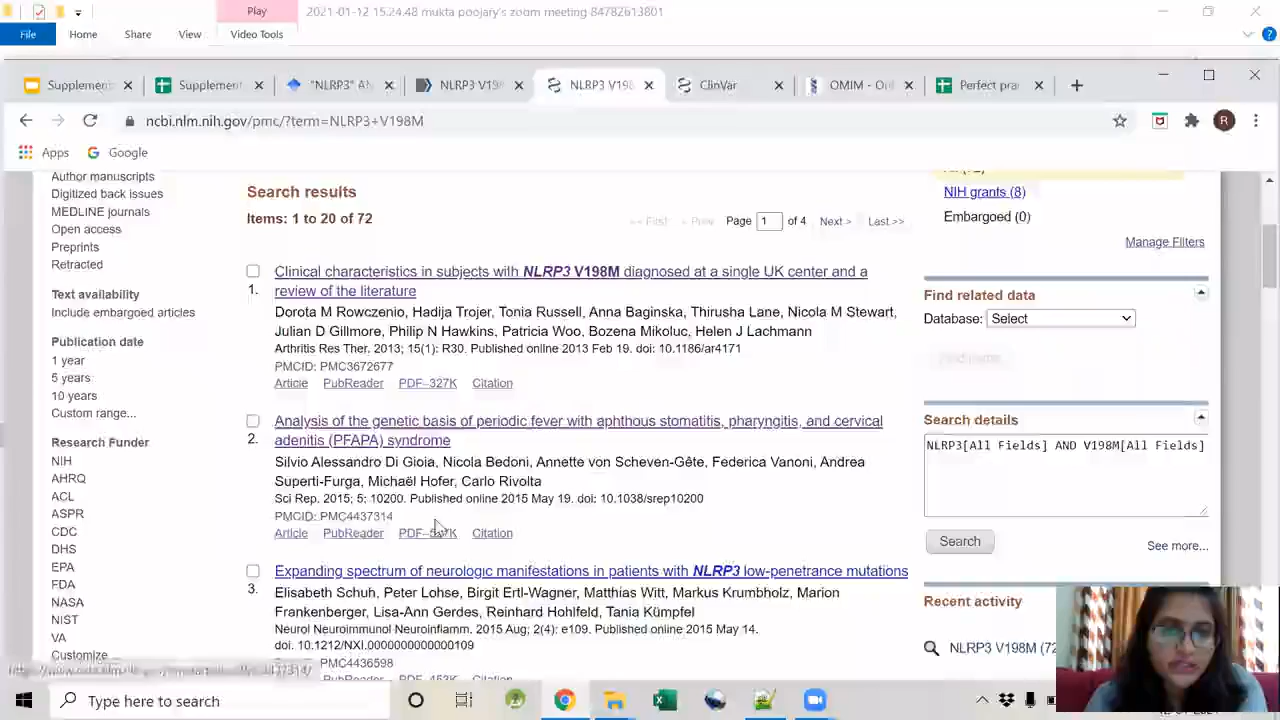 Play
2021-01-12 15.24.48 mukta poojary's zoom meeting 84782613801
File
Home
Share
View
Video Tools
Supplement
Supplement
"NLRP3" AN
NLRP3 V19
NLRP3 V198
ClinVar
OMIM - Onl
Perfect prac
ncbi.nlm.nih.gov/pmc/?term=NLRP3+V198M
R
Apps
Google
Author manuscripts
Digitized back issues
MEDLINE journals
Open access
Preprints
Retracted
Text availability
Include embargoed articles
Publication date
1 year
5 years
10 years
Custom range...
Research Funder
NIH
AHRQ
ACL
ASPR
CDC
DHS
EPA
FDA
NASA
NIST
VA
Customize
Search results
Items: 1 to 20 of 72
<< First
< Prev
Page 1 of 4
Next >
Last >>
1.
Clinical characteristics in subjects with NLRP3 V198M diagnosed at a single UK center and a
review of the literature
Dorota M Rowczenio, Hadija Trojer, Tonia Russell, Anna Baginska, Thirusha Lane, Nicola M Stewart,
Julian D Gillmore, Philip N Hawkins, Patricia Woo, Bozena Mikoluc, Helen J Lachmann
Arthritis Res Ther. 2013; 15(1): R30. Published online 2013 Feb 19. doi: 10.1186/ar4171
PMCID: PMC3672677
Article PubReader PDF–327K Citation
2.
Analysis of the genetic basis of periodic fever with aphthous stomatitis, pharyngitis, and cervical
adenitis (PFAPA) syndrome
Silvio Alessandro Di Gioia, Nicola Bedoni, Annette von Scheven-Gête, Federica Vanoni, Andrea
Superti-Furga, Michaël Hofer, Carlo Rivolta
Sci Rep. 2015; 5: 10200. Published online 2015 May 19. doi: 10.1038/srep10200
PMCID: PMC4437314
Article PubReader Citation
3.
Expanding spectrum of neurologic manifestations in patients with NLRP3 low-penetrance mutations
Elisabeth Schuh, Peter Lohse, Birgit Ertl-Wagner, Matthias Witt, Markus Krumbholz, Marion
Frankenberger, Lisa-Ann Gerdes, Reinhard Hohlfeld, Tania Kümpfel
Neurol Neuroimmunol Neuroinflamm. 2015 Aug; 2(4): e109. Published online 2015 May 14.
doi: 10.1212/NXI.0000000000000109
PMCID: PMC4436598
PubReader PDF–453K Citation
NIH grants (8)
Embargoed (0)
Manage Filters
Find related data
Database: Select
Find items
Search details
NLRP3[All Fields] AND V198M[All Fields]
Search
See more...
Recent activity
NLRP3 V198M (72
Type here to search